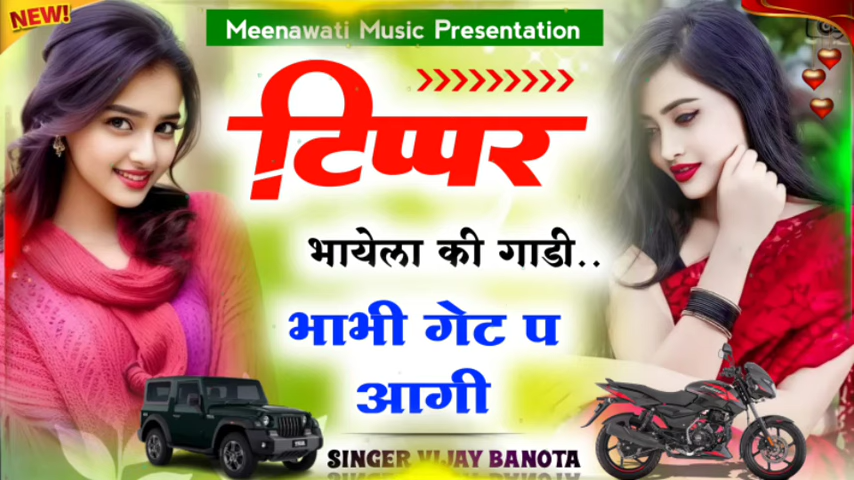 NEW!
Meenawati Music Presentation
टिप्पर
भायेला की गाडी..
भाभी गेट प
आगी
SINGER VIJAY BANOTA